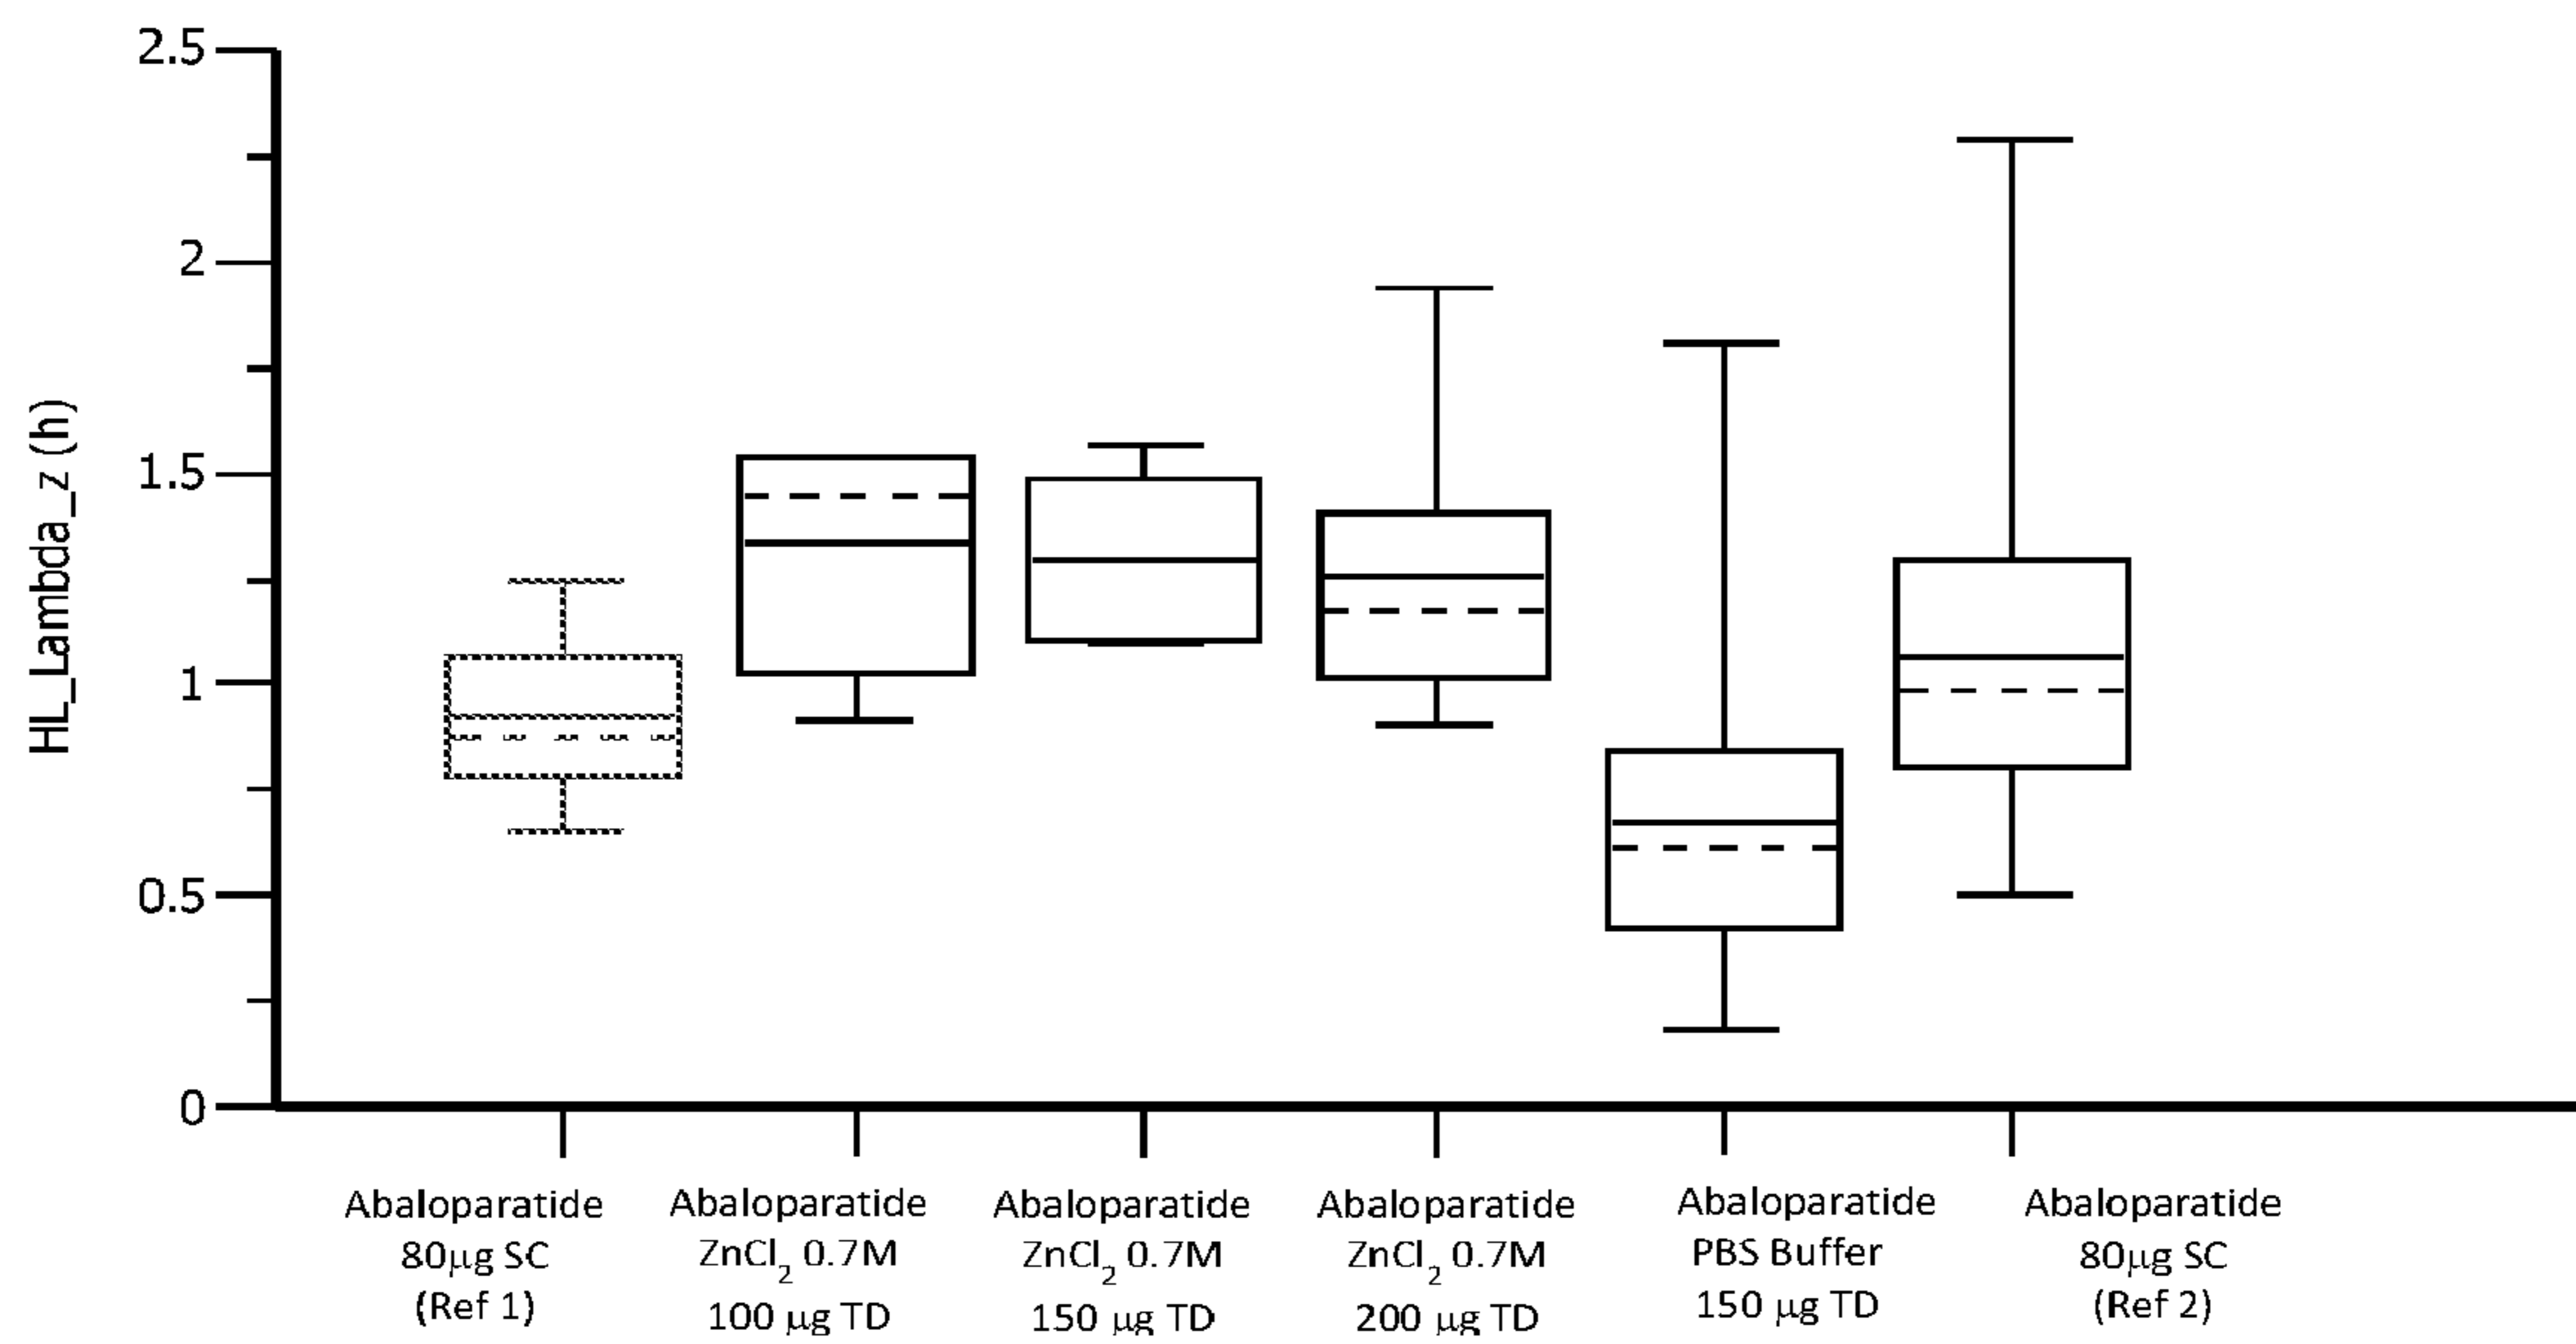 HL_Lambda_z (h)
2.5
2
1.5
1
0.5
0
Abaloparatide
80µg SC
(Ref 1)
Abaloparatide
ZnCl₂ 0.7M
100 µg TD
Abaloparatide
ZnCl₂ 0.7M
150 µg TD
Abaloparatide
ZnCl₂ 0.7M
200 µg TD
Abaloparatide
PBS Buffer
150 µg TD
Abaloparatide
80µg SC
(Ref 2)